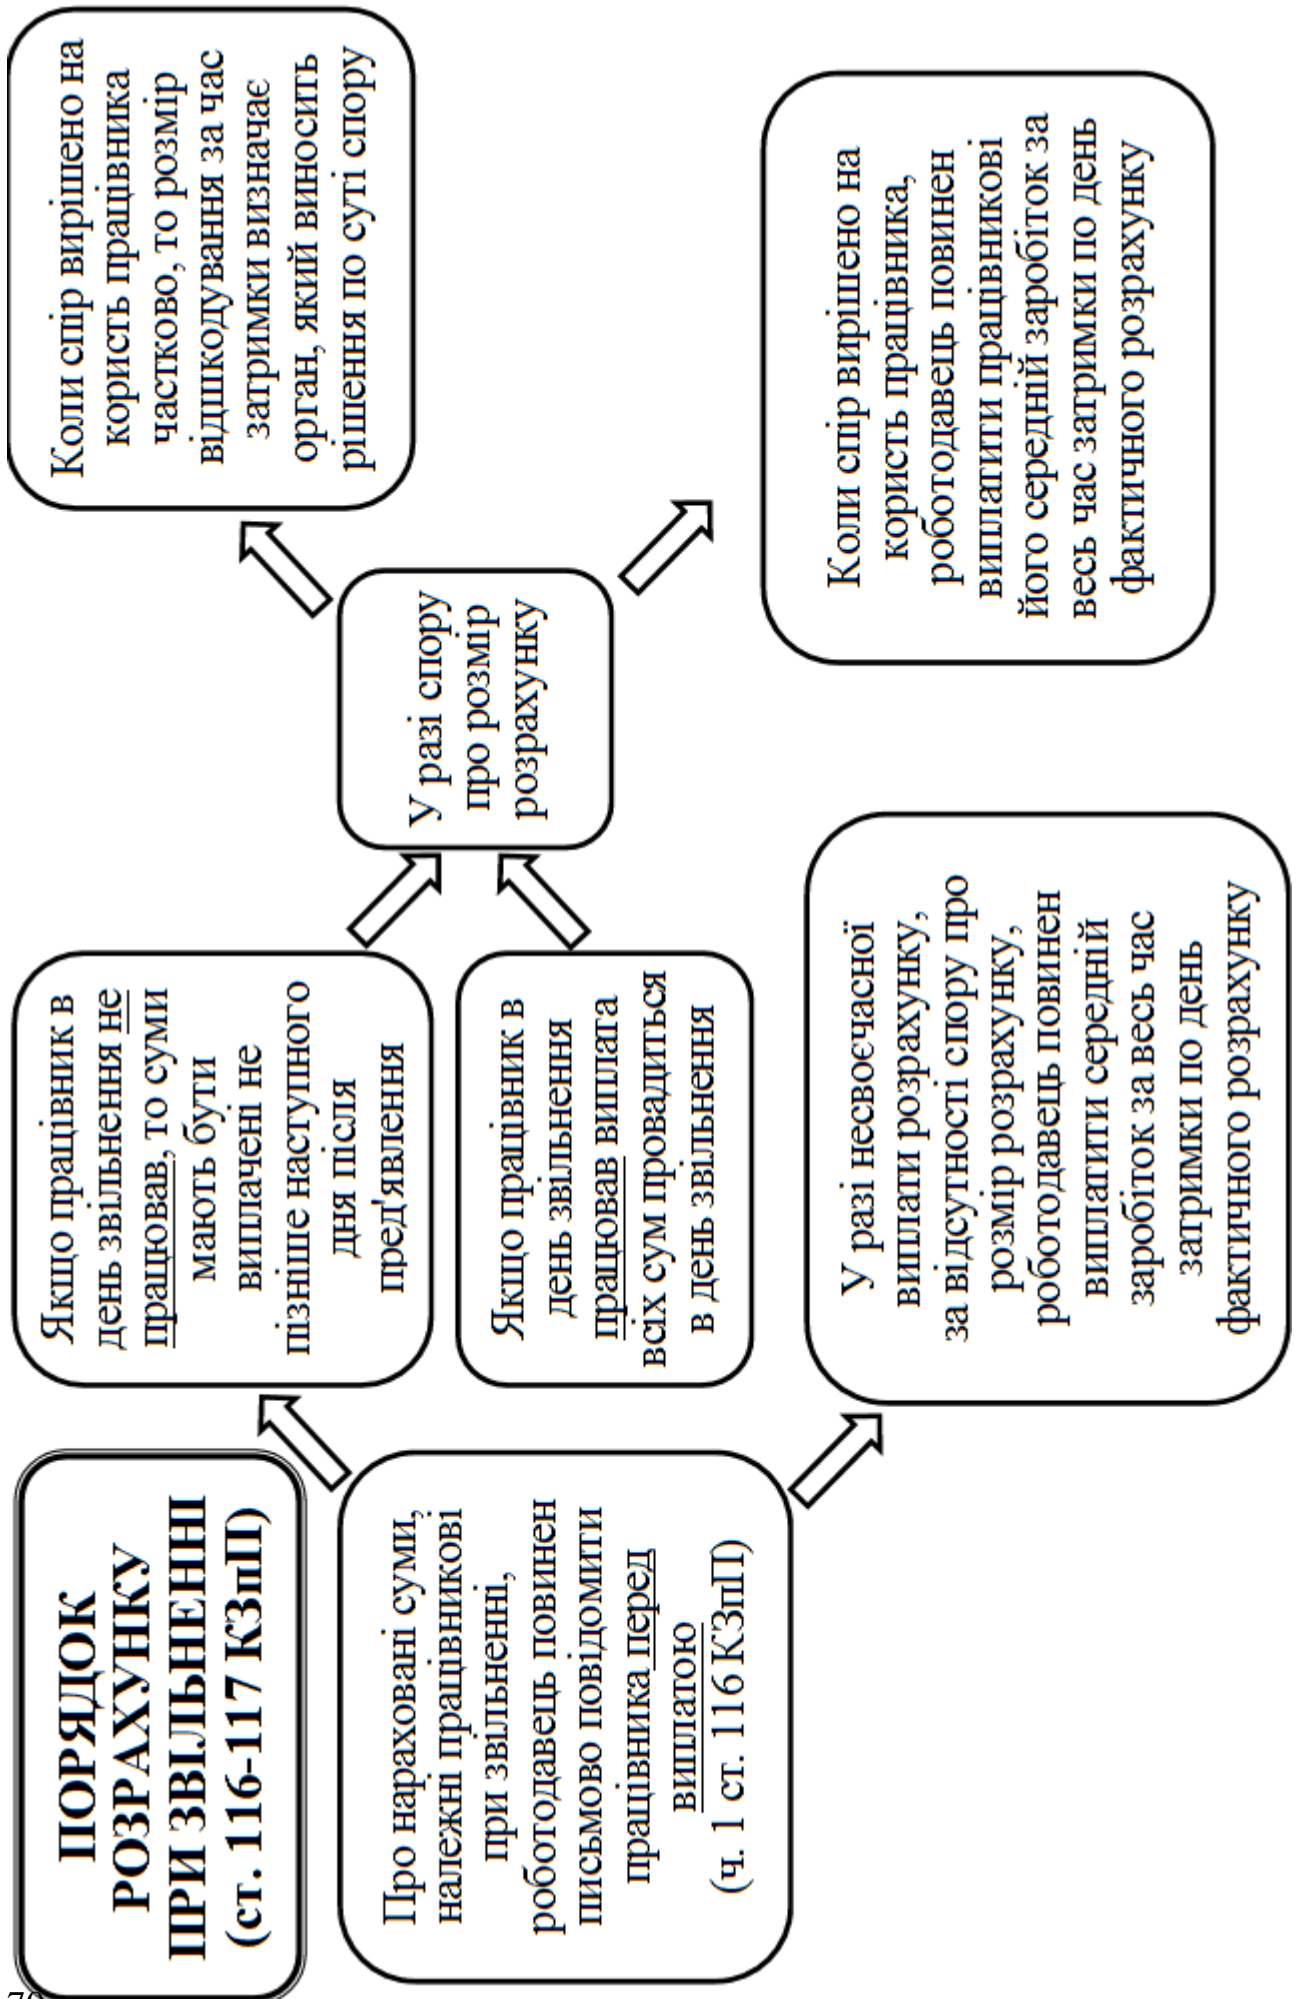 ПОРЯДОК
РОЗРАХУНКУ
ПРИ ЗВІЛЬНЕННІ
(ст. 116-117 КЗпП)
Про нараховані суми,
належні працівникові
при звільненні,
роботодавець повинен
письмово повідомити
працівника перед
виплатою
(ч. 1 ст. 116 КЗпП)
Якщо працівник в
день звільнення не
працював, то суми
мають бути
виплачені не
пізніше наступного
дня після
пред'явлення
Якщо працівник в
день звільнення
працював виплата
всіх сум провадиться
в день звільнення
У разі несвоєчасної
виплати розрахунку,
за відсутності спору про
розмір розрахунку,
роботодавець повинен
виплатити середній
заробіток за весь час
затримки по день
фактичного розрахунку
У разі спору
про розмір
розрахунку
Коли спір вирішено на
користь працівника
частково, то розмір
відшкодування за час
затримки визначає
орган, який виносить
рішення по суті спору
Коли спір вирішено на
користь працівника,
роботодавець повинен
виплатити працівникові
його середній заробіток за
весь час затримки по день
фактичного розрахунку